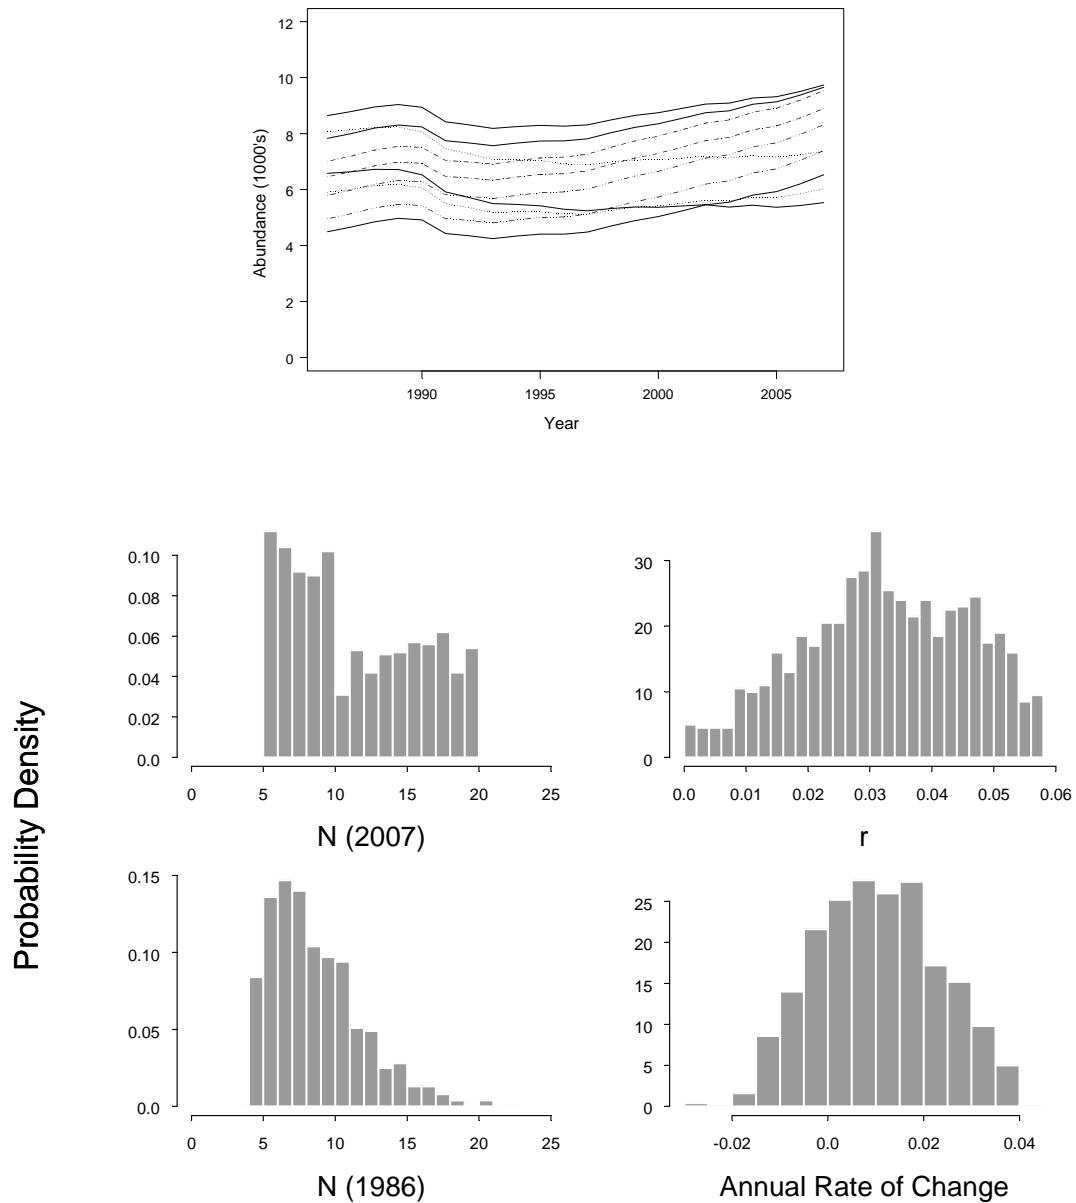 12
10
8
6
4
2
0
Abundance (1000's)
1990 1995 2000 2005
Year
Probability Density
0.10
0.08
0.06
0.04
0.02
0.0
0 5 10 15 20 25
N (2007)
30
20
10
0
0.0 0.01 0.02 0.03 0.04 0.05 0.06
r
0.15
0.10
0.05
0.0
0 5 10 15 20 25
N (1986)
25
20
15
10
5
0
-0.02 0.0 0.02 0.04
Annual Rate of Change